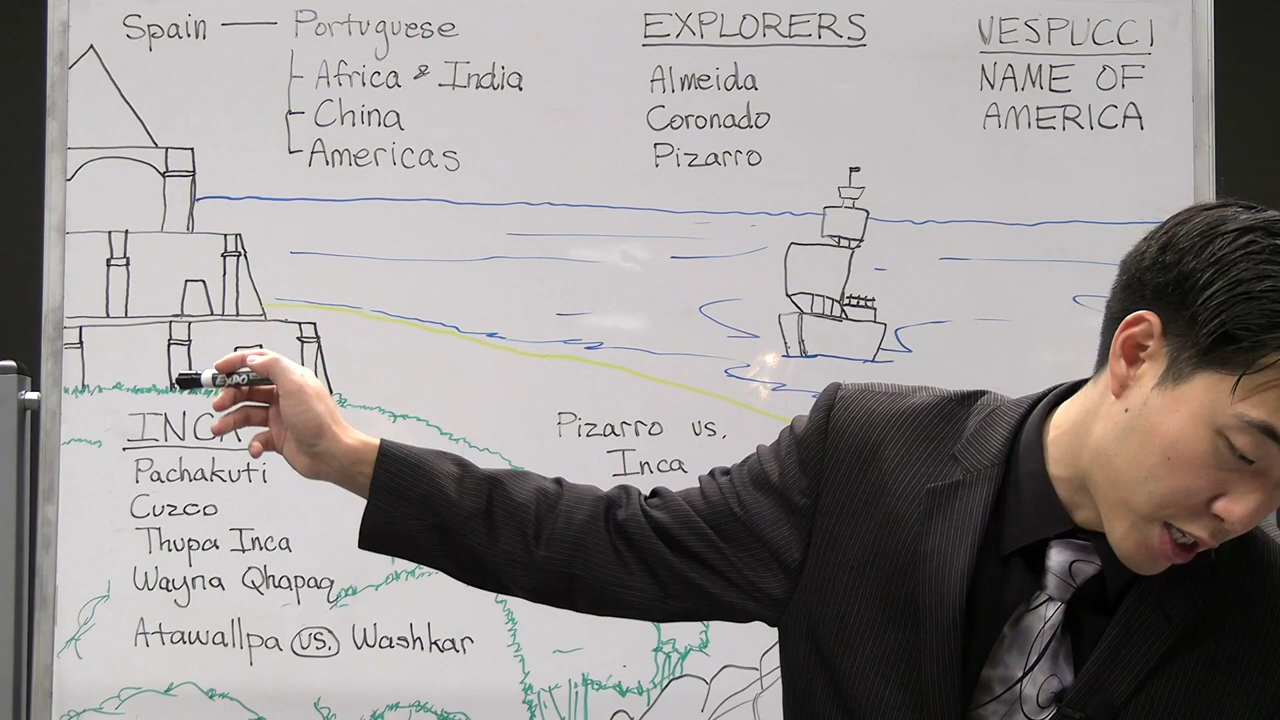 Spain — Portuguese
Africa & India
China
Americas
EXPLORERS
Almeida
Coronado
Pizarro
VESPUCCI
NAME OF
AMERICA
EXPO
INCA
Pachakuti
Cuzco
Thupa Inca
Wayna Qhapaq
Atawallpa vs. Washkar
Pizarro vs.
Inca